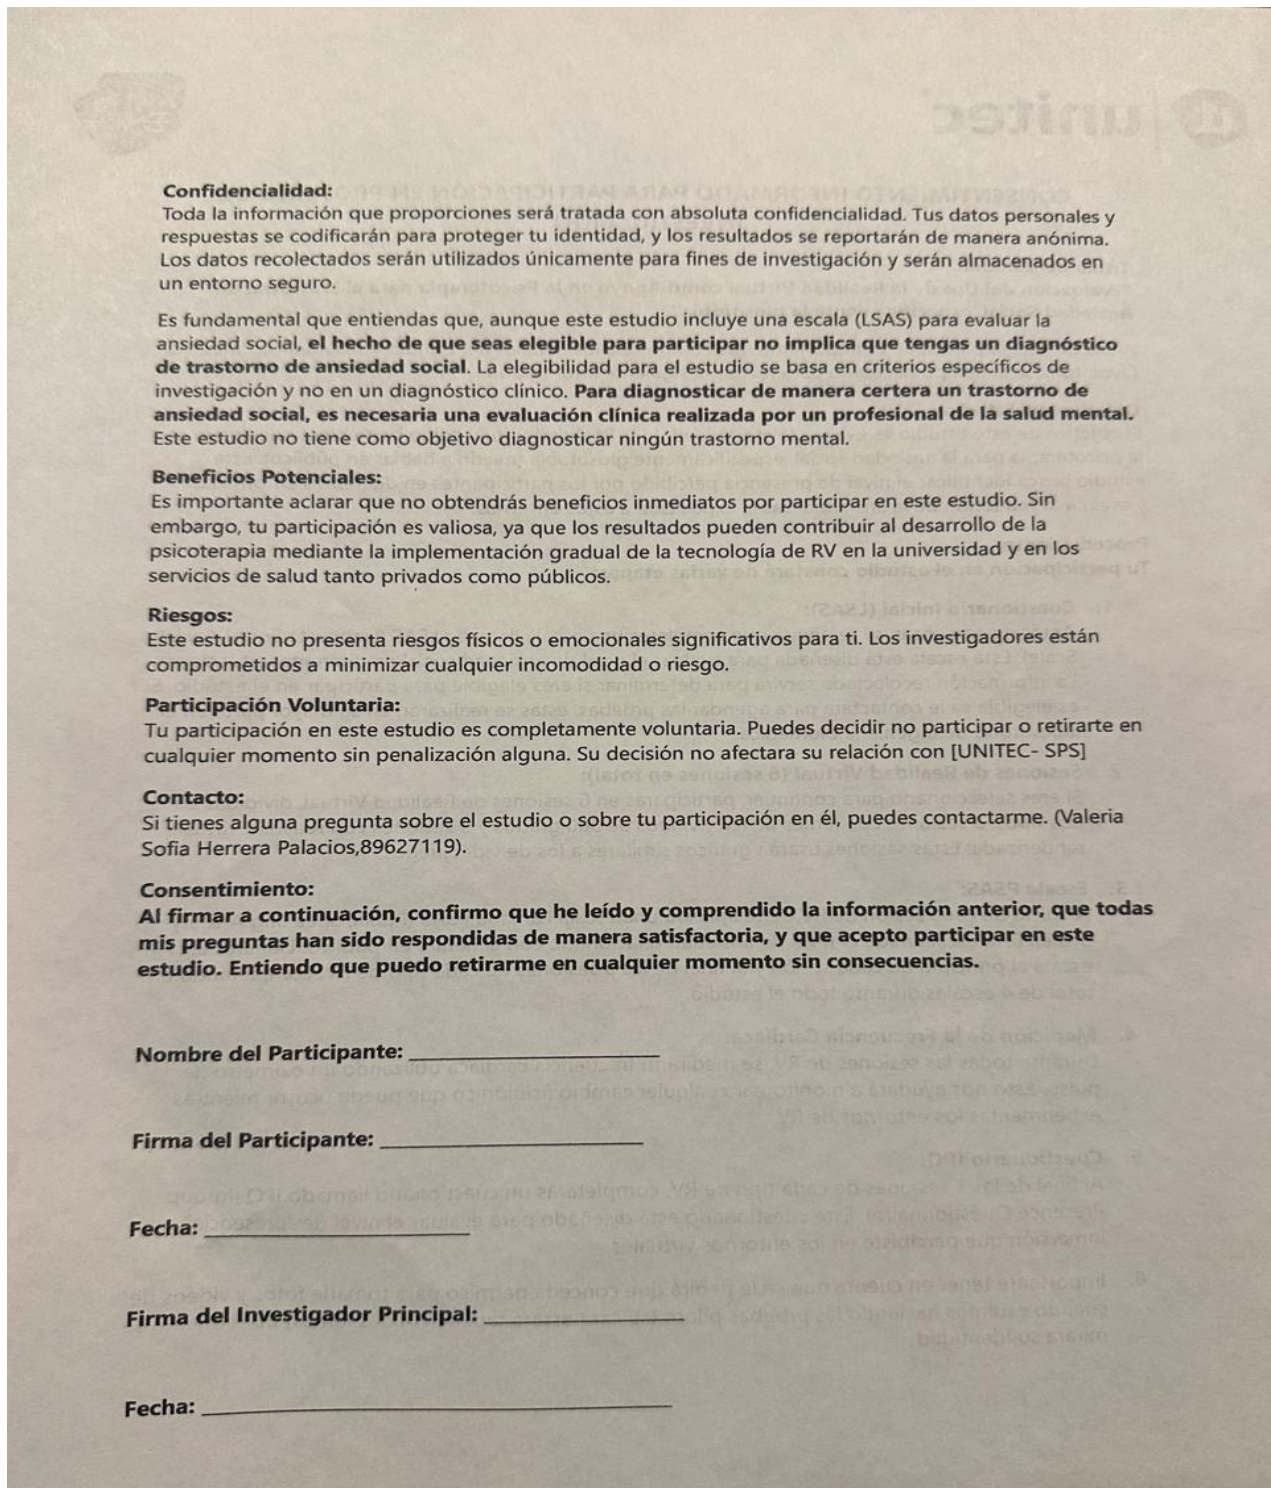 Confidencialidad:
Toda la información que proporciones será tratada con absoluta confidencialidad. Tus datos personales y
respuestas se codificarán para proteger tu identidad, y los resultados se reportarán de manera anónima.
Los datos recolectados serán utilizados únicamente para fines de investigación y serán almacenados en
un entorno seguro.
Es fundamental que entiendas que, aunque este estudio incluye una escala (LSAS) para evaluar la
ansiedad social, el hecho de que seas elegible para participar no implica que tengas un diagnóstico
de trastorno de ansiedad social. La elegibilidad para el estudio se basa en criterios específicos de
investigación y no en un diagnóstico clínico. Para diagnosticar de manera certera un trastorno de
ansiedad social, es necesaria una evaluación clínica realizada por un profesional de la salud mental.
Este estudio no tiene como objetivo diagnosticar ningún trastorno mental.
Beneficios Potenciales:
Es importante aclarar que no obtendrás beneficios inmediatos por participar en este estudio. Sin
embargo, tu participación es valiosa, ya que los resultados pueden contribuir al desarrollo de la
psicoterapia mediante la implementación gradual de la tecnología de RV en la universidad y en los
servicios de salud tanto privados como públicos.
Riesgos:
Este estudio no presenta riesgos físicos o emocionales significativos para ti. Los investigadores están
comprometidos a minimizar cualquier incomodidad o riesgo.
Participación Voluntaria:
Tu participación en este estudio es completamente voluntaria. Puedes decidir no participar o retirarte en
cualquier momento sin penalización alguna. Su decisión no afectara su relación con [UNITEC- SPS]
Contacto:
Si tienes alguna pregunta sobre el estudio o sobre tu participación en él, puedes contactarme. (Valeria
Sofia Herrera Palacios,89627119).
Consentimiento:
Al firmar a continuación, confirmo que he leído y comprendido la información anterior, que todas
mis preguntas han sido respondidas de manera satisfactoria, y que acepto participar en este
estudio. Entiendo que puedo retirarme en cualquier momento sin consecuencias.
Nombre del Participante:
Firma del Participante:
Fecha:
Firma del Investigador Principal:
Fecha: